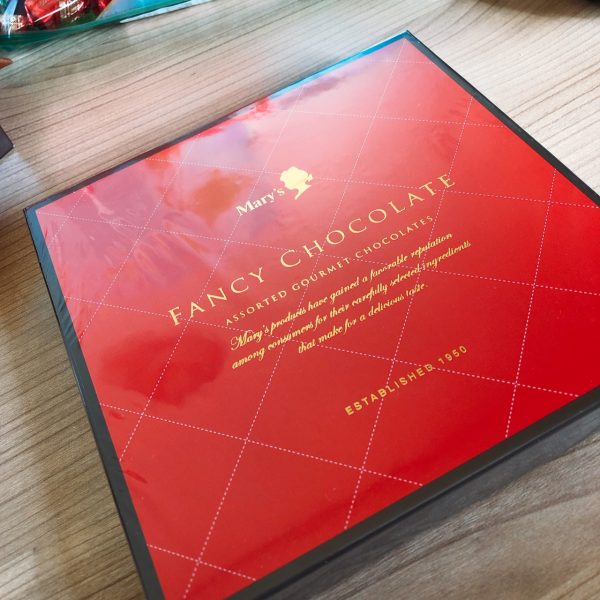 Mary's
FANCY CHOCOLATE
ASSORTED GOURMET CHOCOLATES
Mary's products have gained a favorable reputation
among consumers for their carefully selected ingredients
that make for a delicious taste.
ESTABLISHED 1950